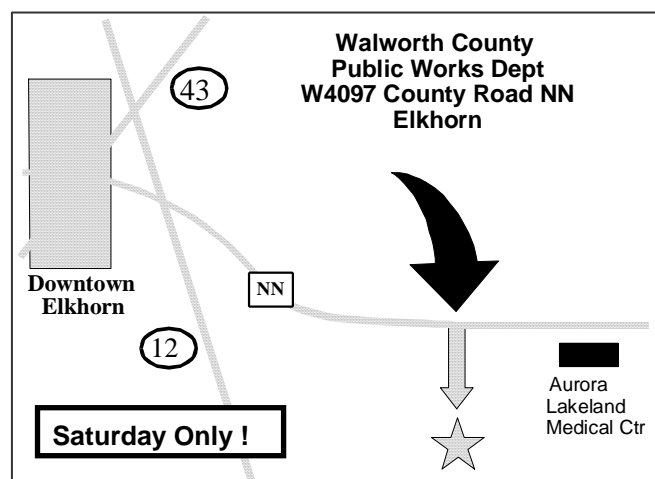 Walworth County
Public Works Dept
W4097 County Road NN
Elkhorn
43
Downtown
Elkhorn
NN
12
Aurora
Lakeland
Medical Ctr
Saturday Only !